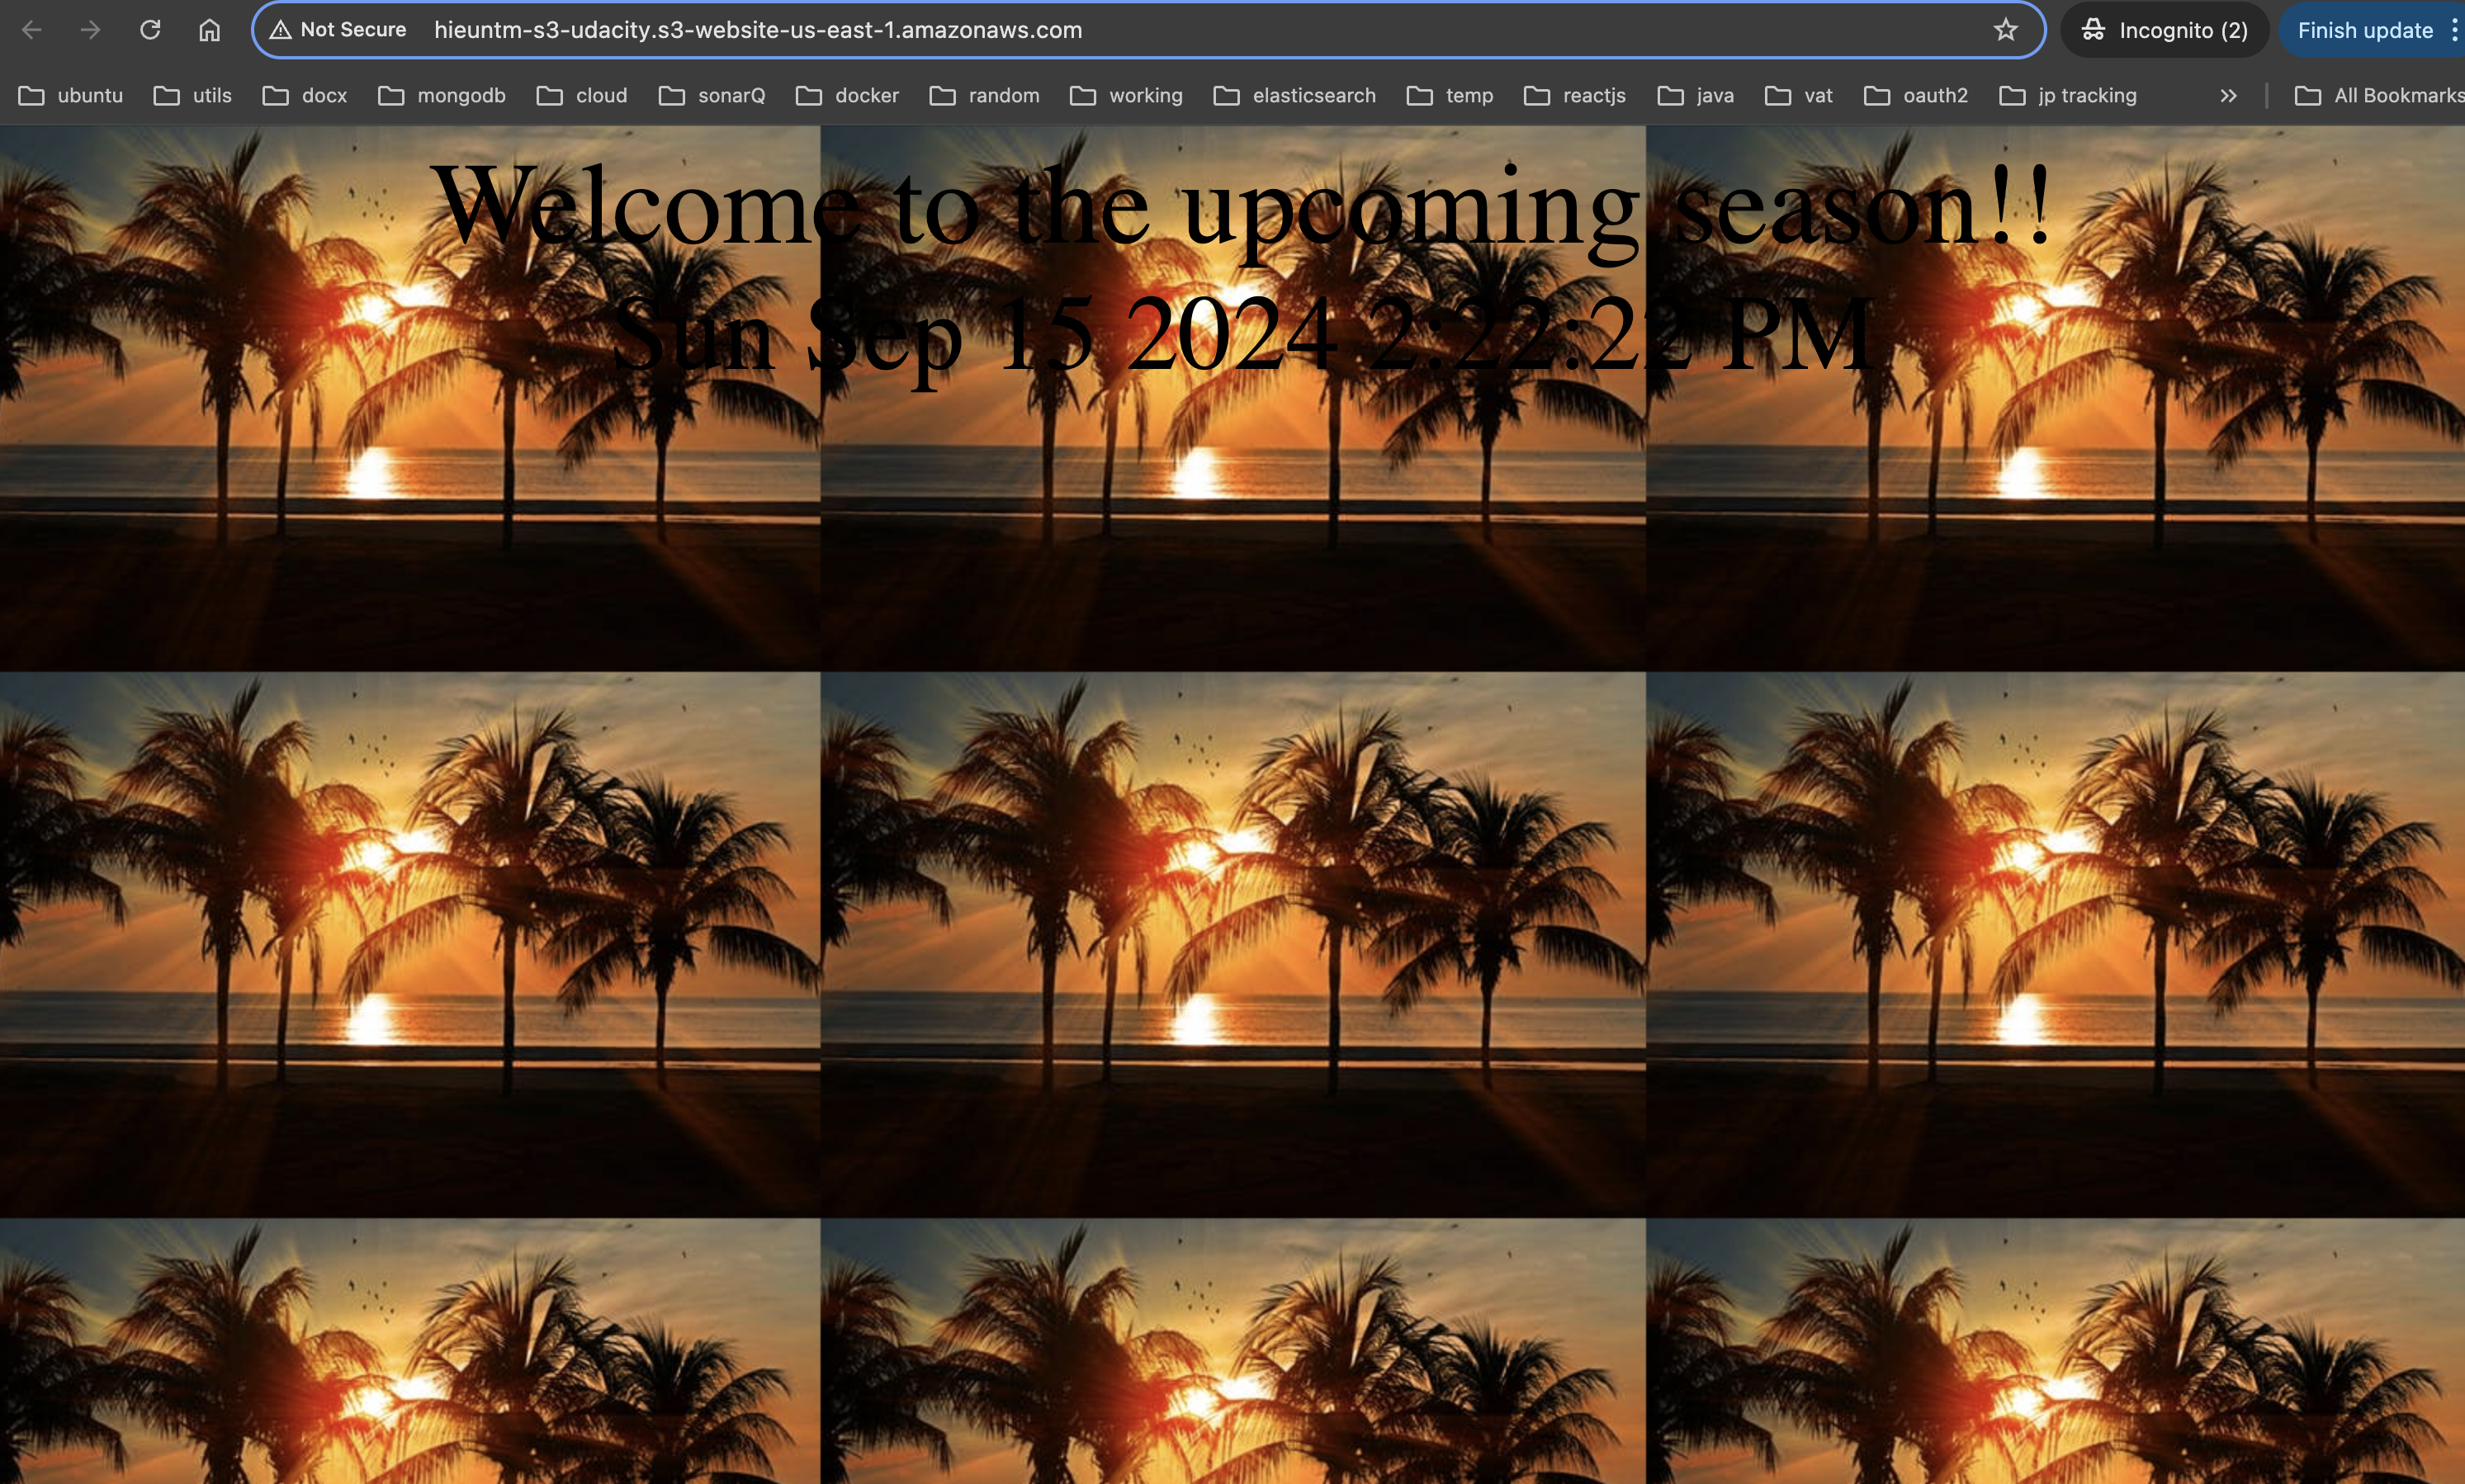 Not Secure hieuntm-s3-udacity.s3-website-us-east-1.amazonaws.com Incognito (2) Finish update
ubuntu utils docx mongodb cloud sonarQ docker random working elasticsearch temp reactjs java vat oauth2 jp tracking » All Bookmarks
Welcome to the upcoming season!!
Sun Sep 15 2024 2:22:22 PM